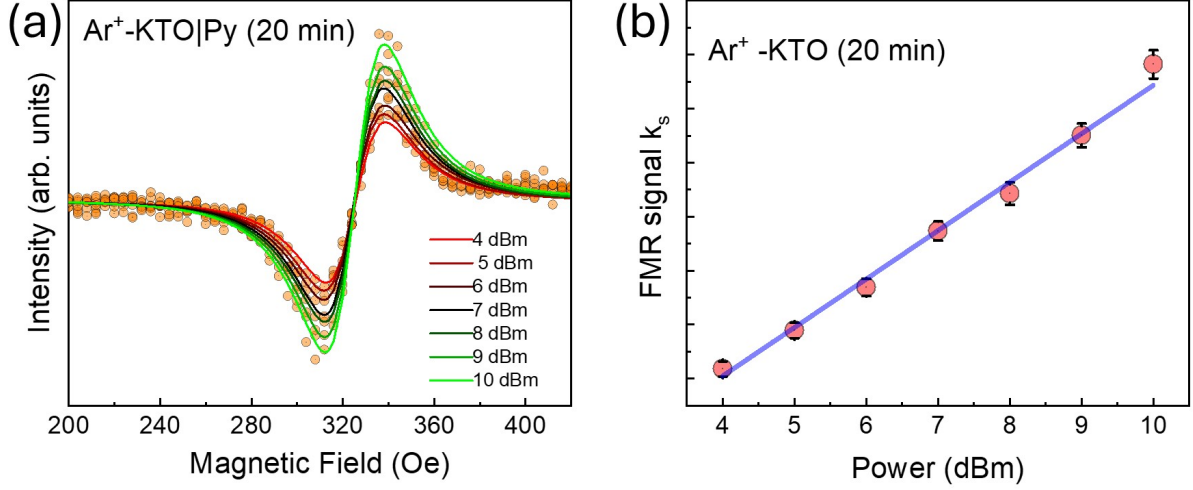 (a)
Ar⁺-KTO|Py (20 min)
Intensity (arb. units)
4 dBm
5 dBm
6 dBm
7 dBm
8 dBm
9 dBm
10 dBm
200 240 280 320 360 400
Magnetic Field (Oe)
(b)
Ar⁺ -KTO (20 min)
FMR signal kₛ
4 5 6 7 8 9 10
Power (dBm)